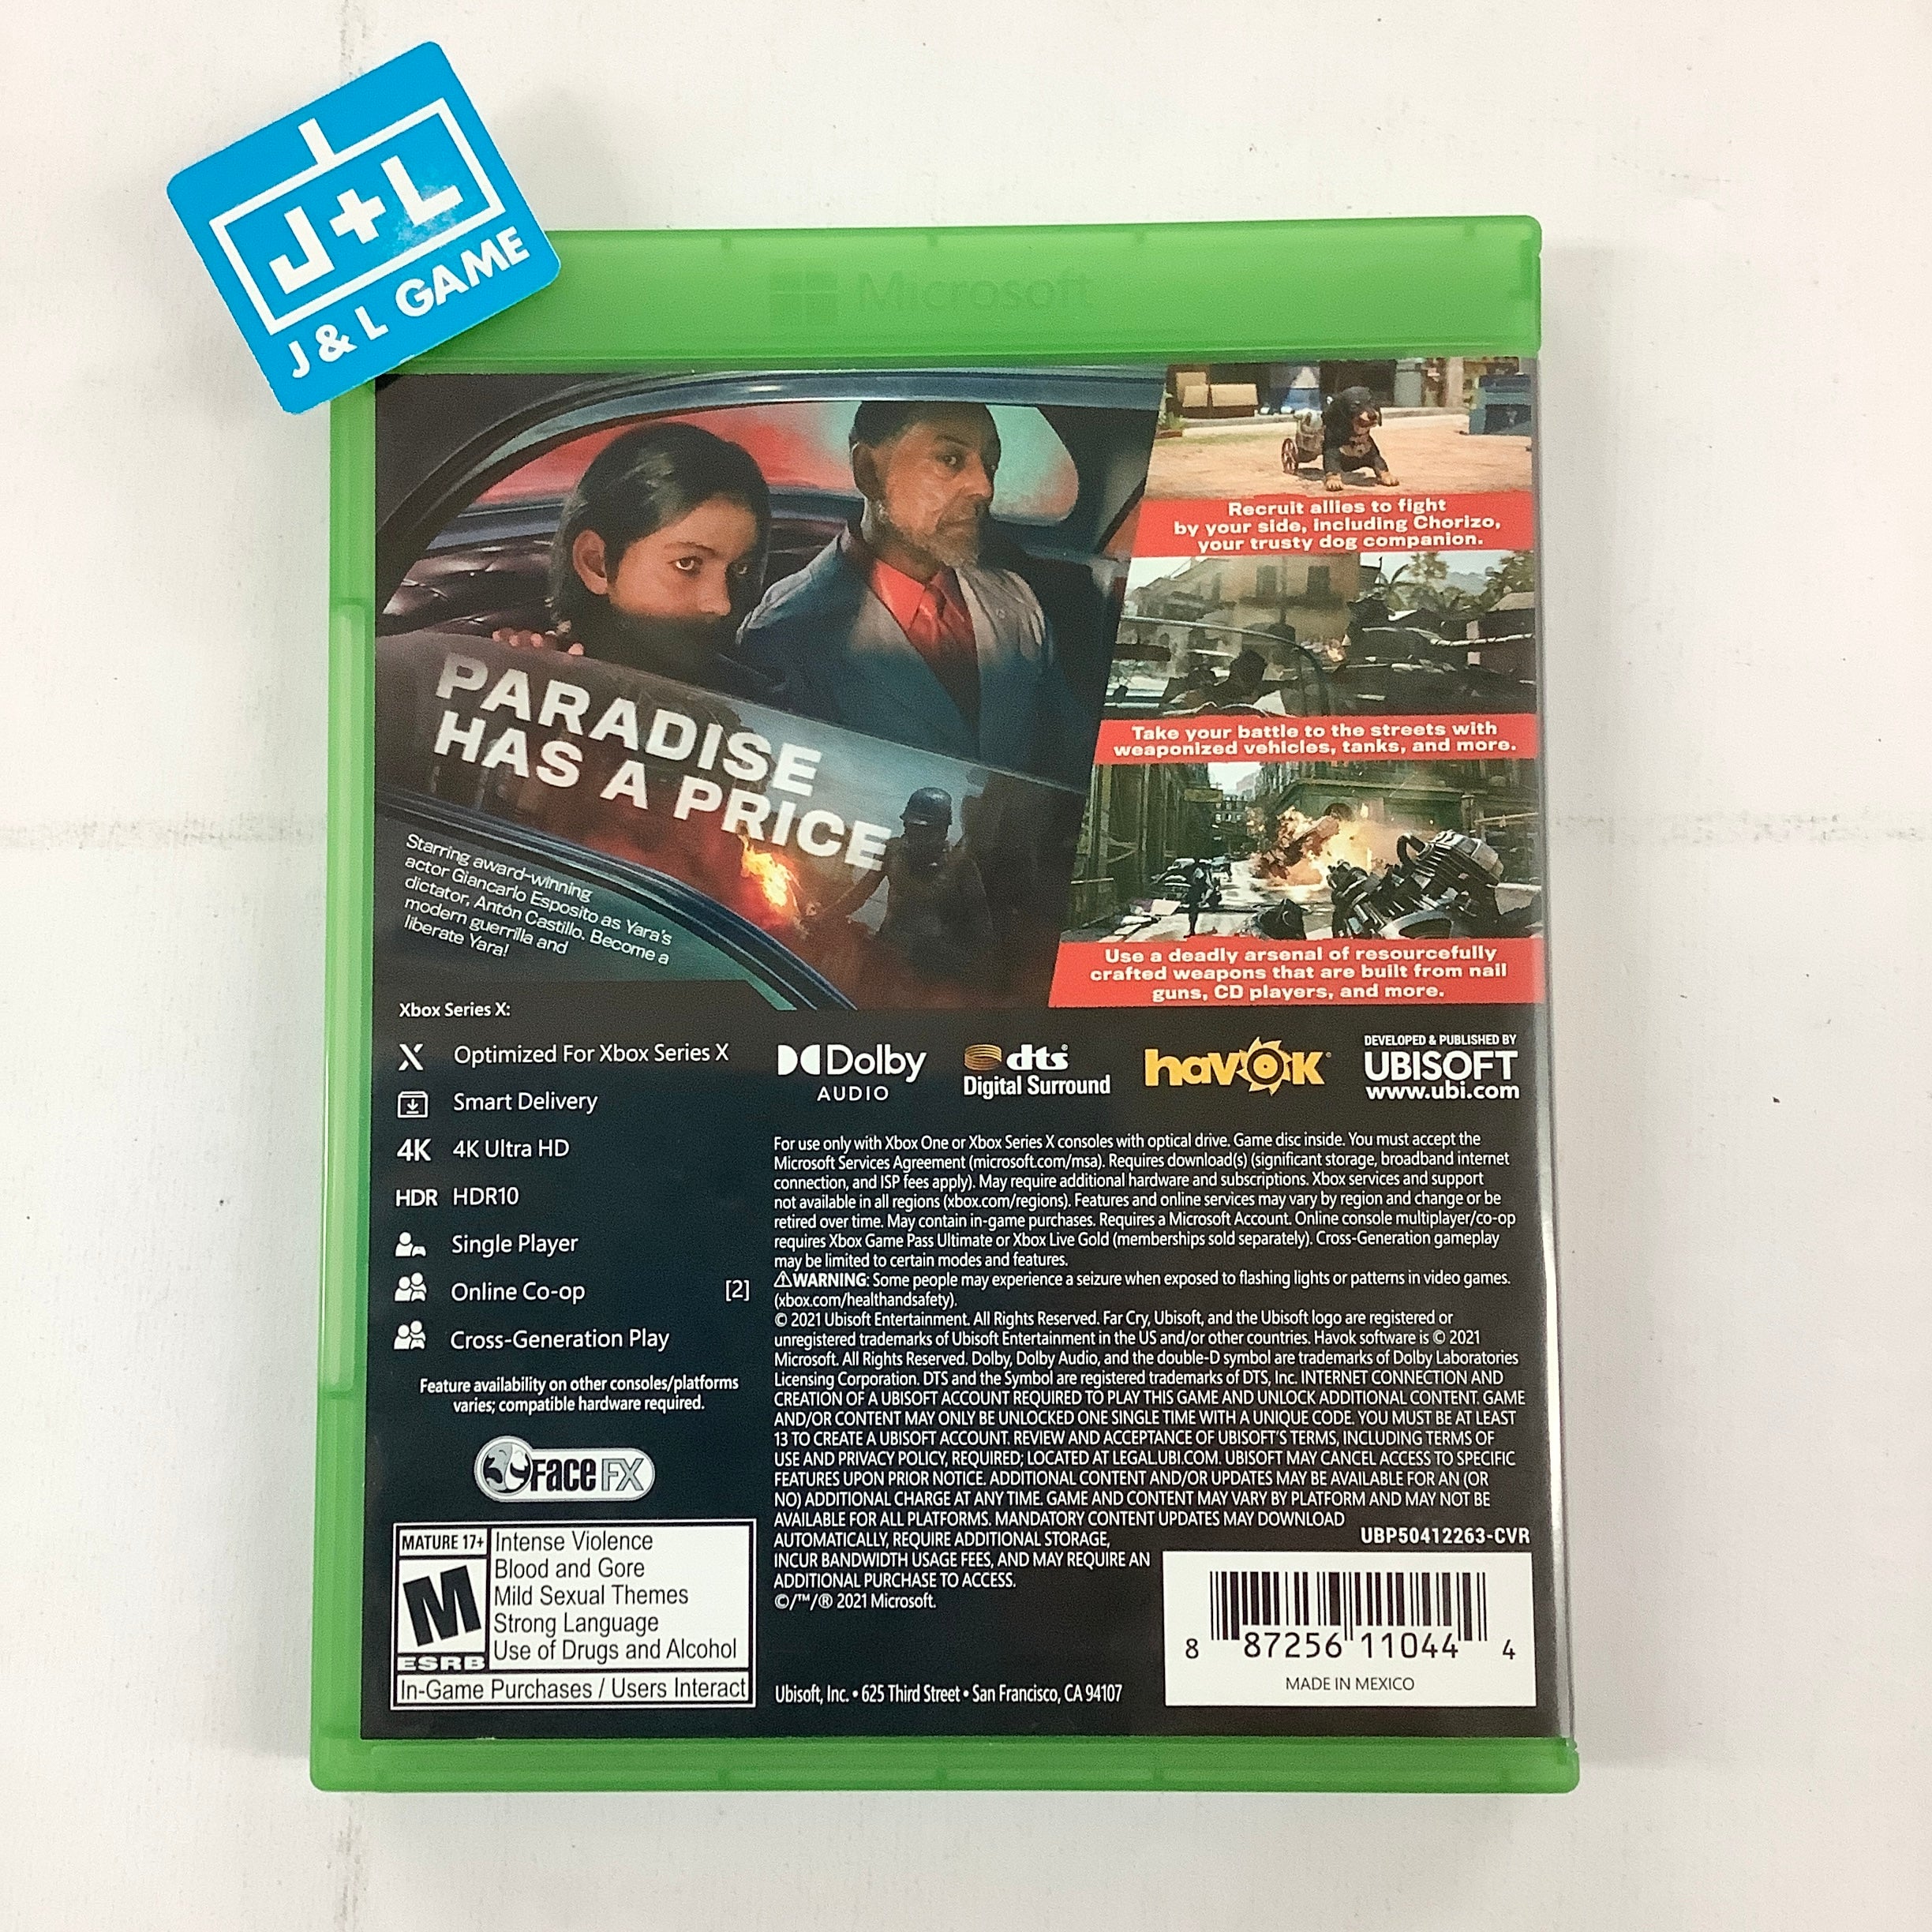 J+L
J & L GAME
Microsoft
PARADISE
HAS A PRICE
Starring award-winning
actor Giancarlo Esposito as Yara's
dictator, Antón Castillo. Become a
modern guerrilla and
liberate Yara!
Recruit allies to fight
by your side, including Chorizo,
your trusty dog companion.
Take your battle to the streets with
weaponized vehicles, tanks, and more.
Use a deadly arsenal of resourcefully
crafted weapons that are built from nail
guns, CD players, and more.
Xbox Series X:
X Optimized For Xbox Series X
Smart Delivery
4K 4K Ultra HD
HDR HDR10
Single Player
Online Co-op [2]
Cross-Generation Play
Feature availability on other consoles/platforms
varies; compatible hardware required.
FaceFX
MATURE 17+
M
ESRB
Intense Violence
Blood and Gore
Mild Sexual Themes
Strong Language
Use of Drugs and Alcohol
In-Game Purchases / Users Interact
Dolby
AUDIO
dts
Digital Surround
havok
DEVELOPED & PUBLISHED BY
UBISOFT
www.ubi.com
For use only with Xbox One or Xbox Series X consoles with optical drive. Game disc inside. You must accept the
Microsoft Services Agreement (microsoft.com/msa). Requires download(s) (significant storage, broadband internet
connection, and ISP fees apply). May require additional hardware and subscriptions. Xbox services and support
not available in all regions (xbox.com/regions). Features and online services may vary by region and change or be
retired over time. May contain in-game purchases. Requires a Microsoft Account. Online console multiplayer/co-op
requires Xbox Game Pass Ultimate or Xbox Live Gold (memberships sold separately). Cross-Generation gameplay
may be limited to certain modes and features.
⚠WARNING: Some people may experience a seizure when exposed to flashing lights or patterns in video games.
(xbox.com/healthandsafety).
© 2021 Ubisoft Entertainment. All Rights Reserved. Far Cry, Ubisoft, and the Ubisoft logo are registered or
unregistered trademarks of Ubisoft Entertainment in the US and/or other countries. Havok software is © 2021
Microsoft. All Rights Reserved. Dolby, Dolby Audio, and the double-D symbol are trademarks of Dolby Laboratories
Licensing Corporation. DTS and the Symbol are registered trademarks of DTS, Inc. INTERNET CONNECTION AND
CREATION OF A UBISOFT ACCOUNT REQUIRED TO PLAY THIS GAME AND UNLOCK ADDITIONAL CONTENT. GAME
AND/OR CONTENT MAY ONLY BE UNLOCKED ONE SINGLE TIME WITH A UNIQUE CODE. YOU MUST BE AT LEAST
13 TO CREATE A UBISOFT ACCOUNT. REVIEW AND ACCEPTANCE OF UBISOFT'S TERMS, INCLUDING TERMS OF
USE AND PRIVACY POLICY, REQUIRED; LOCATED AT LEGAL.UBI.COM. UBISOFT MAY CANCEL ACCESS TO SPECIFIC
FEATURES UPON PRIOR NOTICE. ADDITIONAL CONTENT AND/OR UPDATES MAY BE AVAILABLE FOR AN (OR
NO) ADDITIONAL CHARGE AT ANY TIME. GAME AND CONTENT MAY VARY BY PLATFORM AND MAY NOT BE
AVAILABLE FOR ALL PLATFORMS. MANDATORY CONTENT UPDATES MAY DOWNLOAD
AUTOMATICALLY, REQUIRE ADDITIONAL STORAGE,
INCUR BANDWIDTH USAGE FEES, AND MAY REQUIRE AN
ADDITIONAL PURCHASE TO ACCESS.
©/™/® 2021 Microsoft.
Ubisoft, Inc. • 625 Third Street • San Francisco, CA 94107
UBP50412263-CVR
8 87256 11044 4
MADE IN MEXICO